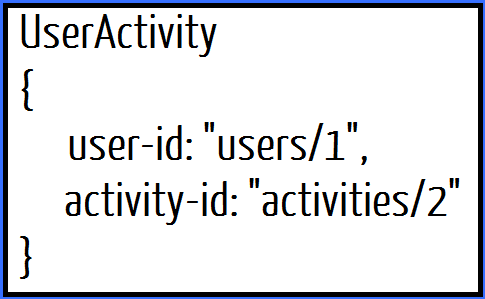 UserActivity
{
user-id: "users/1",
activity-id: "activities/2"
}